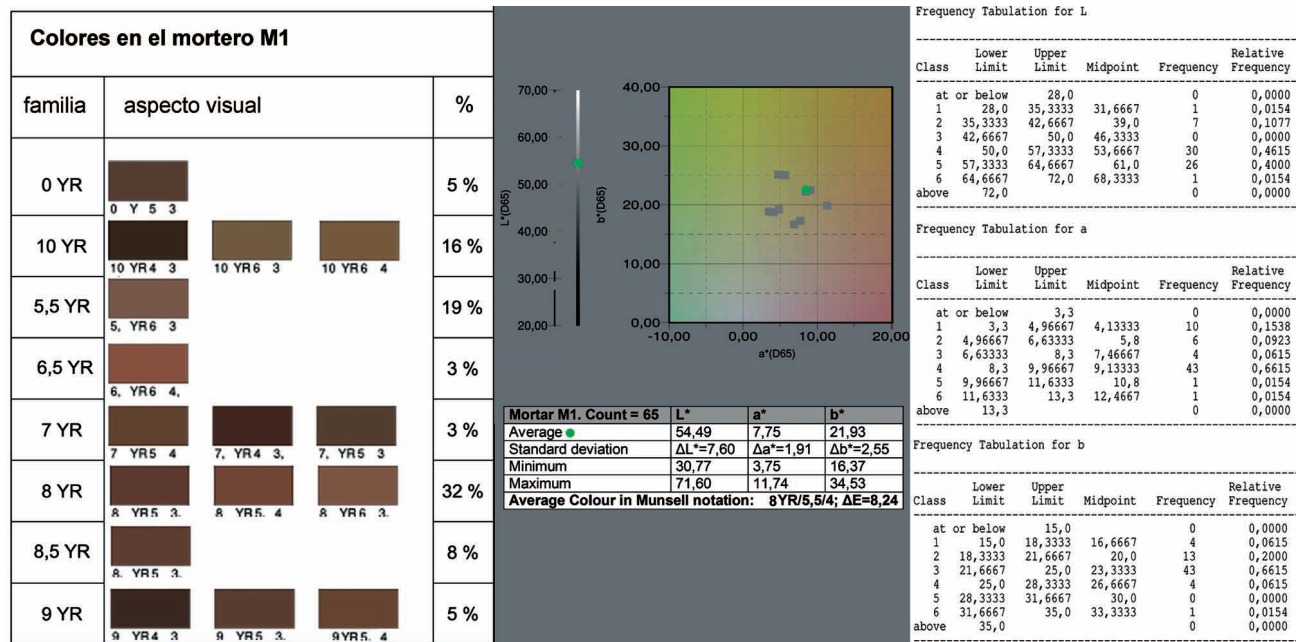 Colores en el mortero M1
familia aspecto visual %
0 YR 5 %
0 Y 5 3
10 YR 16 %
10 YR4 3 10 YR6 3 10 YR6 4
5,5 YR 19 %
5, YR6 3
6,5 YR 3 %
6, YR6 4,
7 YR 3 %
7 YR5 4 7, YR4 3, 7, YR5 3
8 YR 32 %
8 YR5 3, 8 YR5, 4 8 YR6 3,
8,5 YR 8 %
8, YR5 3,
9 YR 5 %
9 YR4 3 9 YR5 3, 9YR5, 4
L*(D65)
70,00
60,00
50,00
40,00
30,00
20,00
b*(D65)
40,00
30,00
20,00
10,00
0,00
-10,00 0,00 10,00 20,00
a*(D65)
Mortar M1. Count = 65 L* a* b*
Average 54,49 7,75 21,93
Standard deviation ΔL*=7,60 Δa*=1,91 Δb*=2,55
Minimum 30,77 3,75 16,37
Maximum 71,60 11,74 34,53
Average Colour in Munsell notation: 8YR/5,5/4; ΔE=8,24
Frequency Tabulation for L
Lower Upper Relative
Class Limit Limit Midpoint Frequency Frequency
at or below 28,0 0 0,0000
1 28,0 35,3333 31,6667 1 0,0154
2 35,3333 42,6667 39,0 7 0,1077
3 42,6667 50,0 46,3333 0 0,0000
4 50,0 57,3333 53,6667 30 0,4615
5 57,3333 64,6667 61,0 26 0,4000
6 64,6667 72,0 68,3333 1 0,0154
above 72,0 0 0,0000
Frequency Tabulation for a
Lower Upper Relative
Class Limit Limit Midpoint Frequency Frequency
at or below 3,3 0 0,0000
1 3,3 4,96667 4,13333 10 0,1538
2 4,96667 6,63333 5,8 6 0,0923
3 6,63333 8,3 7,46667 4 0,0615
4 8,3 9,96667 9,13333 43 0,6615
5 9,96667 11,6333 10,8 1 0,0154
6 11,6333 13,3 12,4667 1 0,0154
above 13,3 0 0,0000
Frequency Tabulation for b
Lower Upper Relative
Class Limit Limit Midpoint Frequency Frequency
at or below 15,0 0 0,0000
1 15,0 18,3333 16,6667 4 0,0615
2 18,3333 21,6667 20,0 13 0,2000
3 21,6667 25,0 23,3333 43 0,6615
4 25,0 28,3333 26,6667 4 0,0615
5 28,3333 31,6667 30,0 0 0,0000
6 31,6667 35,0 33,3333 1 0,0154
above 35,0 0 0,0000